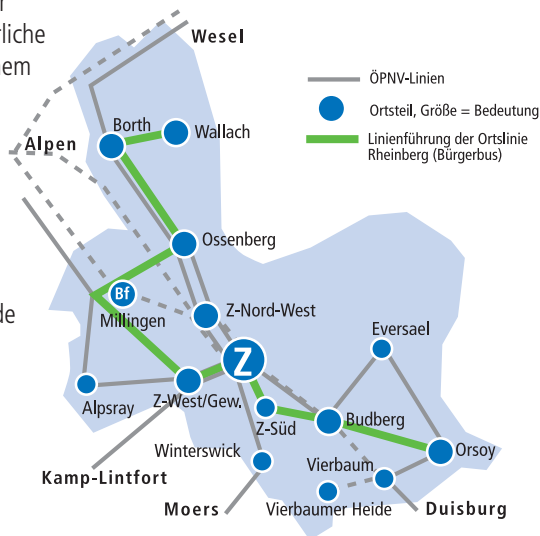 r
rliche
nem
de
Wesel
ÖPNV-Linien
Ortsteil, Größe = Bedeutung
Linienführung der Ortslinie
Rheinberg (Bürgerbus)
Borth
Wallach
Alpen
Ossenberg
Bf
Millingen
Z-Nord-West
Eversael
Z
Alpsray
Z-West/Gew.
Z-Süd
Budberg
Winterswick
Vierbaum
Orsoy
Kamp-Lintfort
Moers
Vierbaumer Heide
Duisburg